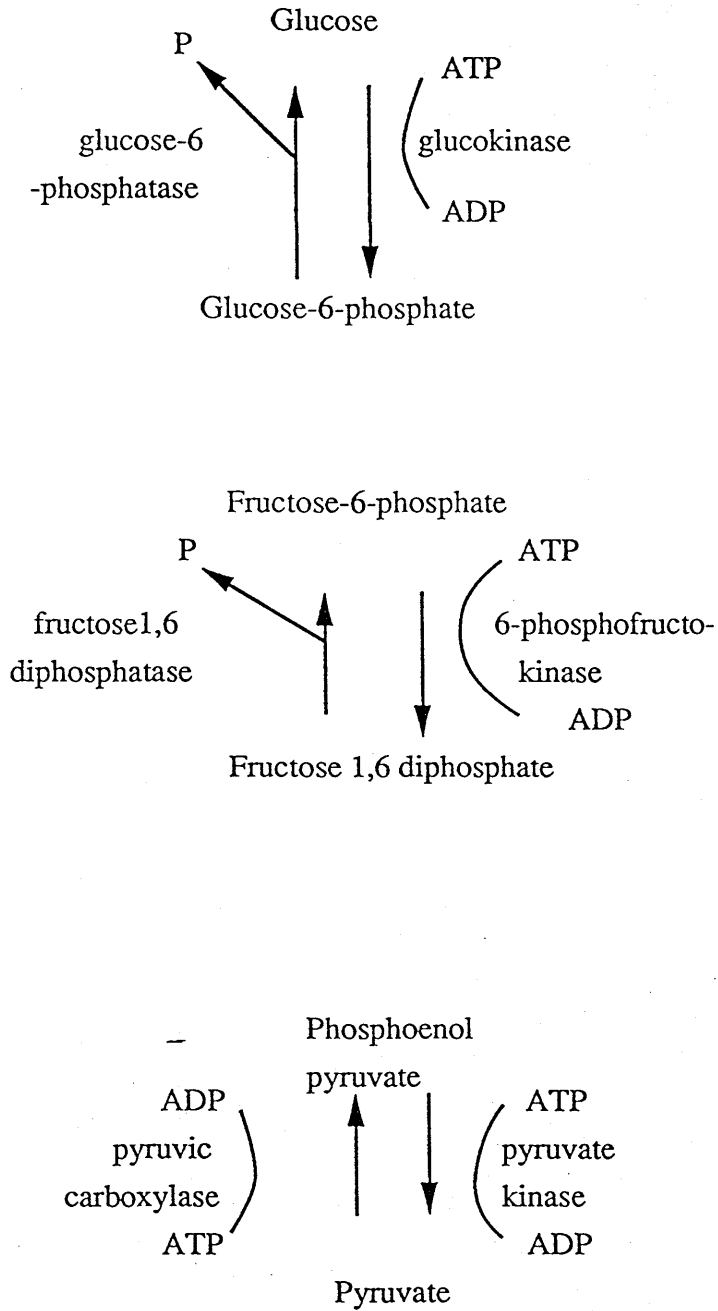 Glucose
P
ATP
glucose-6
-phosphatase
glucokinase
ADP
Glucose-6-phosphate
Fructose-6-phosphate
P
ATP
fructose1,6
diphosphatase
6-phosphofructo-
kinase
ADP
Fructose 1,6 diphosphate
Phosphoenol
pyruvate
ADP
pyruvic
carboxylase
ATP
ATP
pyruvate
kinase
ADP
Pyruvate